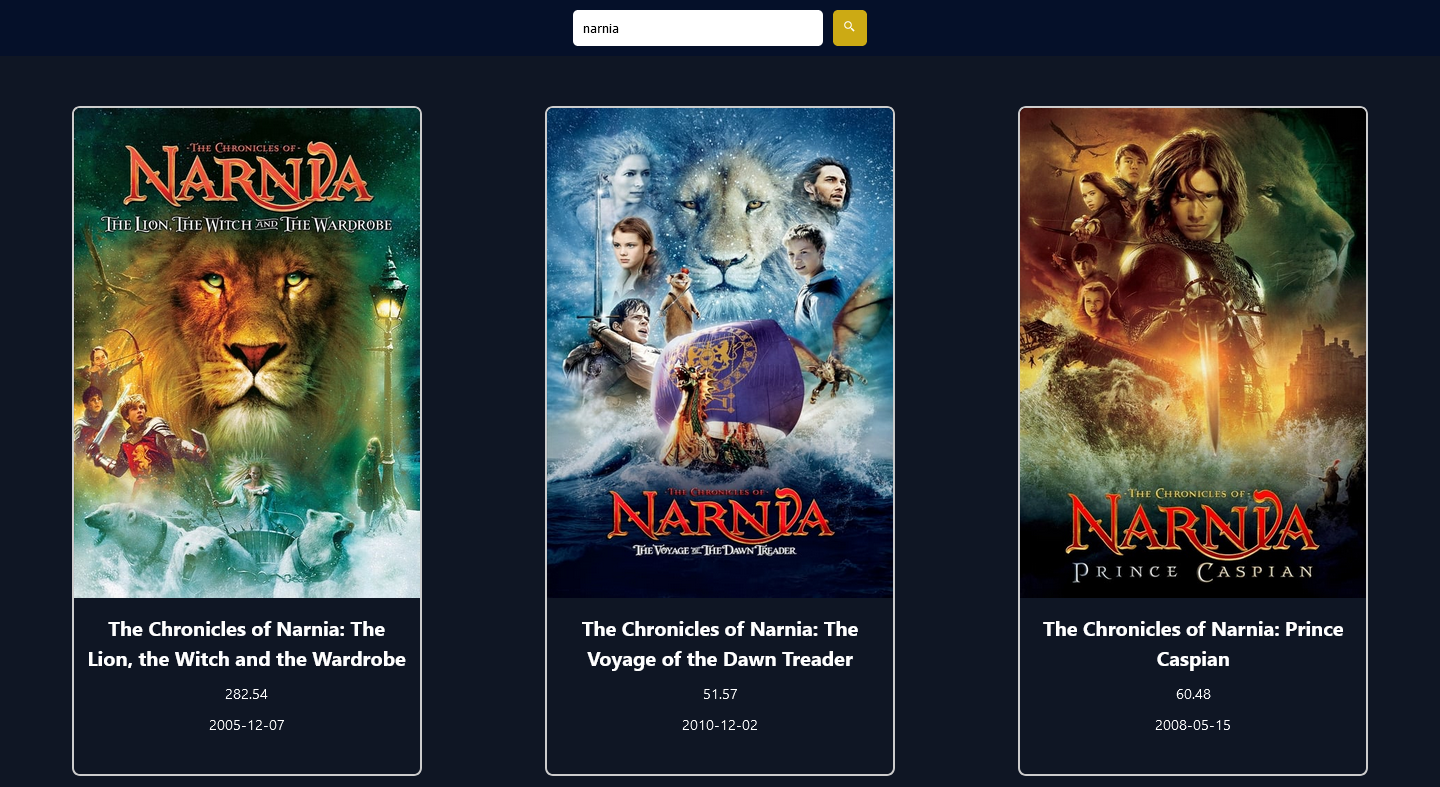 narnia
·THE CHRONICLES OF·
NARNIA
THE LION, THE WITCH AND THE WARDROBE
The Chronicles of Narnia: The
Lion, the Witch and the Wardrobe
282.54
2005-12-07
·THE CHRONICLES OF·
NARNIA
THE VOYAGE OF THE DAWN TREADER
The Chronicles of Narnia: The
Voyage of the Dawn Treader
51.57
2010-12-02
·THE CHRONICLES OF·
NARNIA
PRINCE CASPIAN
The Chronicles of Narnia: Prince
Caspian
60.48
2008-05-15